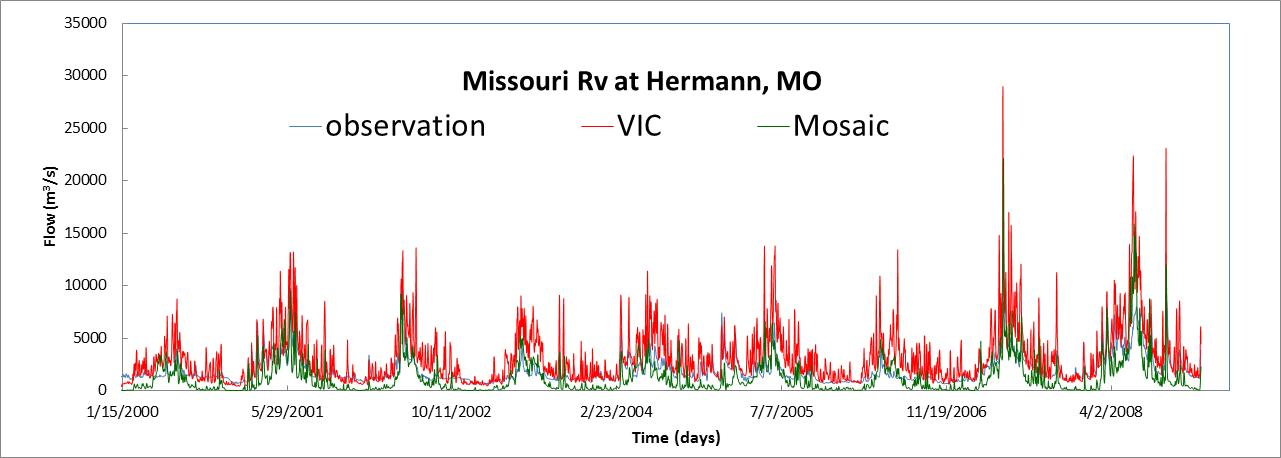 Missouri Rv at Hermann, MO
observation VIC Mosaic
Flow (m³/s)
35000
30000
25000
20000
15000
10000
5000
0
1/15/2000 5/29/2001 10/11/2002 2/23/2004 7/7/2005 11/19/2006 4/2/2008
Time (days)